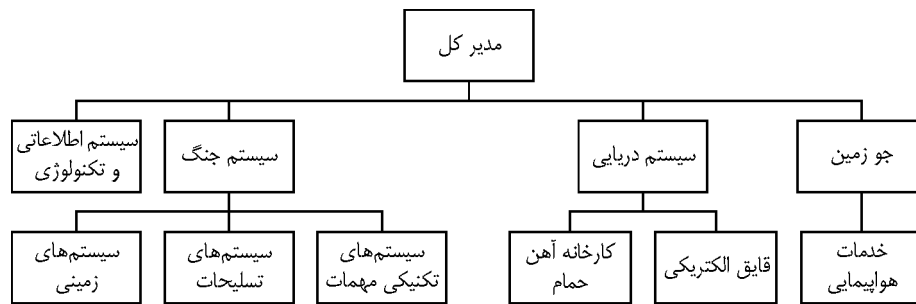 مدیر کل
جو زمین
سیستم دریایی
سیستم جنگ
سیستم اطلاعاتی
و تکنولوژی
خدمات
هواپیمایی
قایق الکتریکی
کارخانه آهن
حمام
سیستم‌های
تکنیکی مهمات
سیستم‌های
تسلیحات
سیستم‌های
زمینی